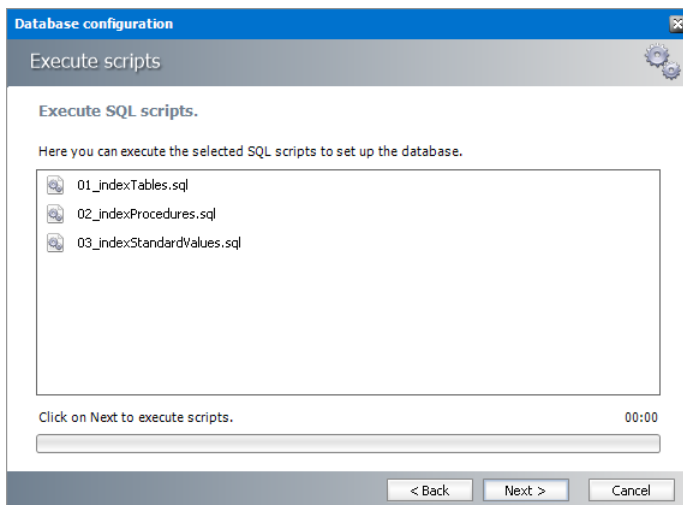 Database configuration
Execute scripts
Execute SQL scripts.
Here you can execute the selected SQL scripts to set up the database.
01_indexTables.sql
02_indexProcedures.sql
03_indexStandardValues.sql
Click on Next to execute scripts. 00:00
< Back Next > Cancel